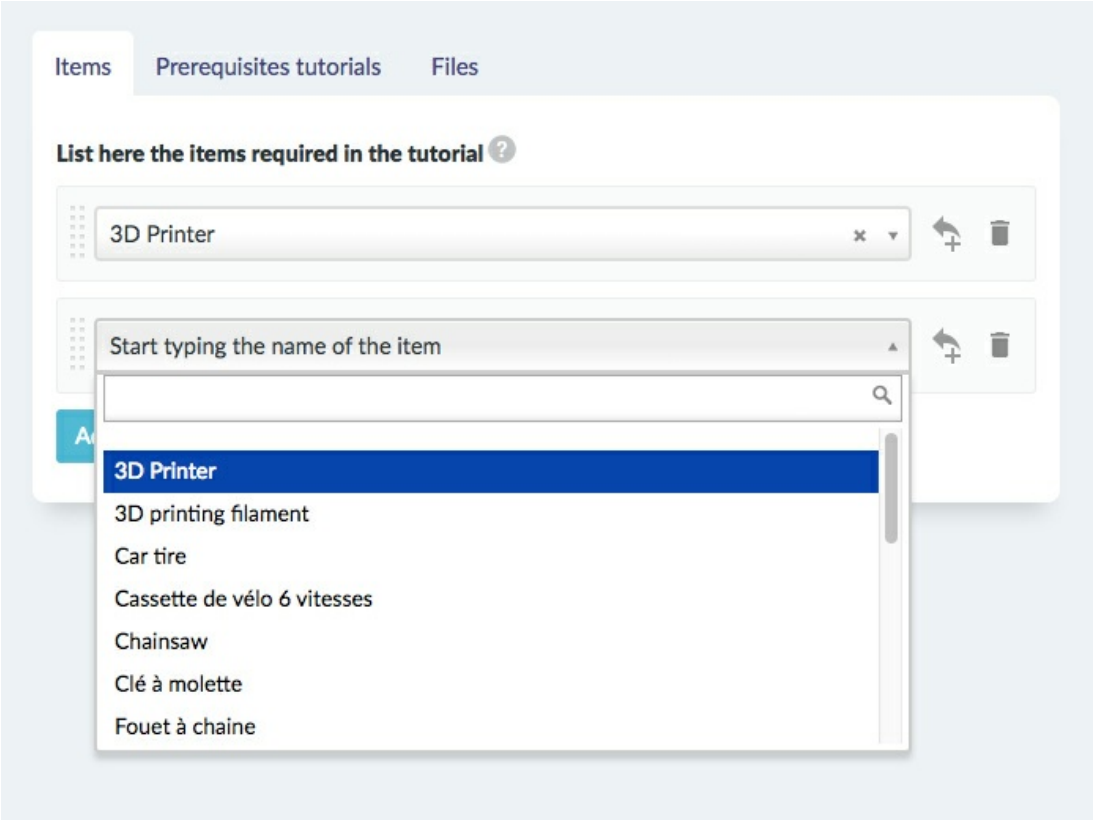 Items Prerequisites tutorials Files
List here the items required in the tutorial ?
3D Printer
Start typing the name of the item
3D Printer
3D printing filament
Car tire
Cassette de vélo 6 vitesses
Chainsaw
Clé à molette
Fouet à chaine